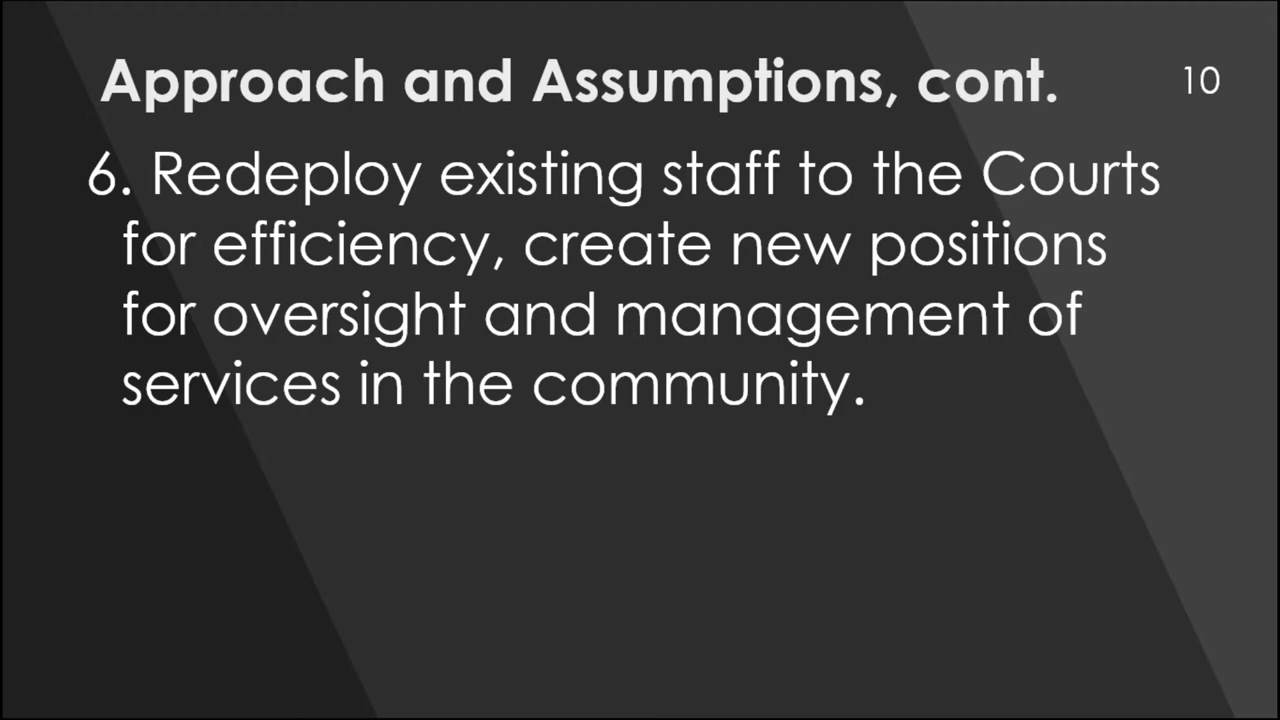 Approach and Assumptions, cont.
10
6. Redeploy existing staff to the Courts
for efficiency, create new positions
for oversight and management of
services in the community.